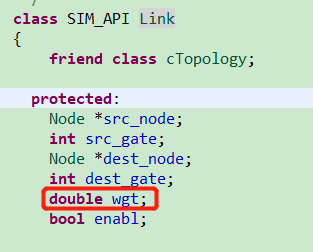 class SIM_API Link
{
friend class cTopology;
protected:
Node *src_node;
int src_gate;
Node *dest_node;
int dest_gate;
double wgt;
bool enabl;